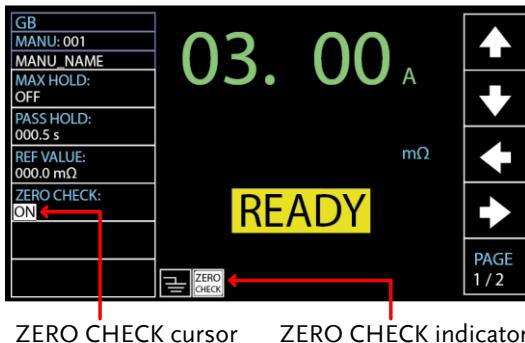 GB
MANU: 001
MANU_NAME
MAX HOLD:
OFF
PASS HOLD:
000.5 s
REF VALUE:
000.0 mΩ
ZERO CHECK:
ON
03. 00 A
mΩ
READY
ZERO
CHECK
PAGE
1 / 2
ZERO CHECK cursor
ZERO CHECK indicator